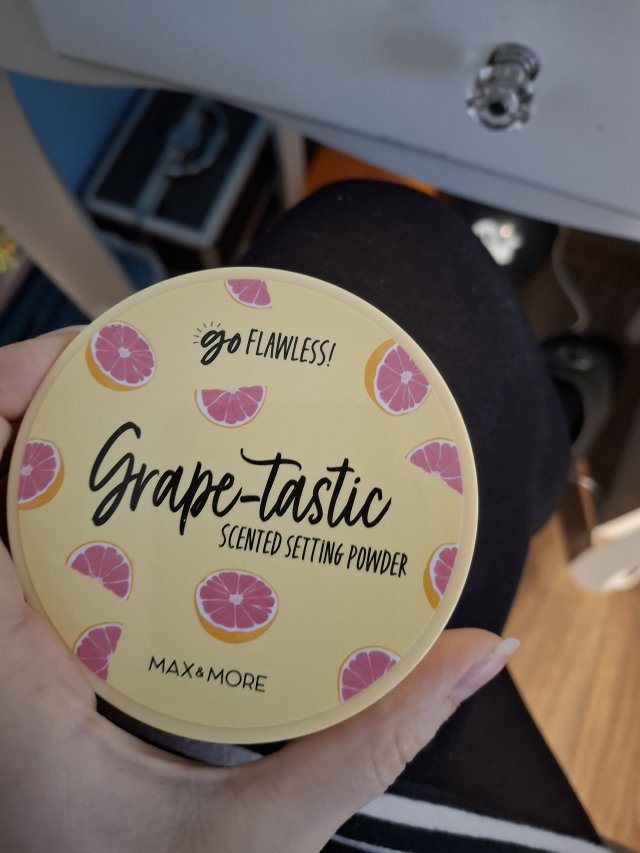 go FLAWLESS!
Grape-tastic
SCENTED SETTING POWDER
MAX&MORE